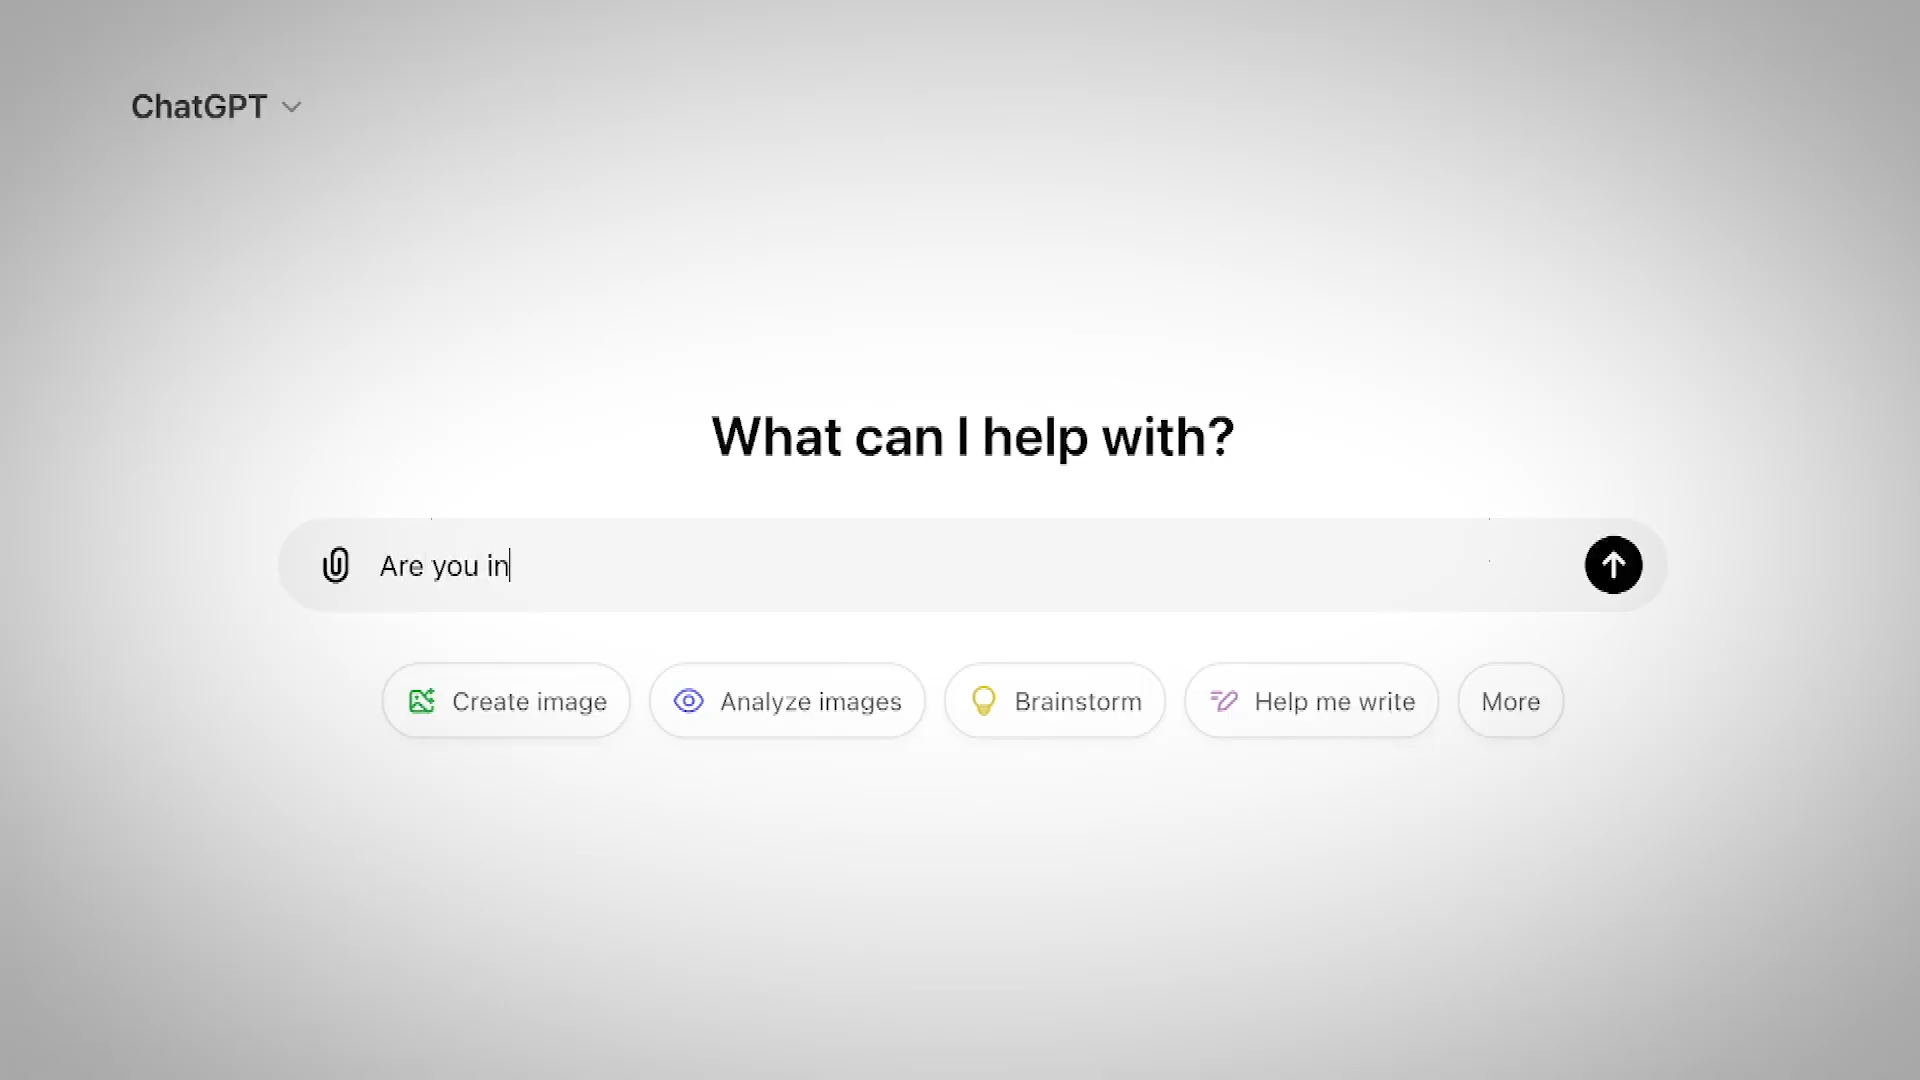 ChatGPT
What can I help with?
Are you in
Create image
Analyze images
Brainstorm
Help me write
More